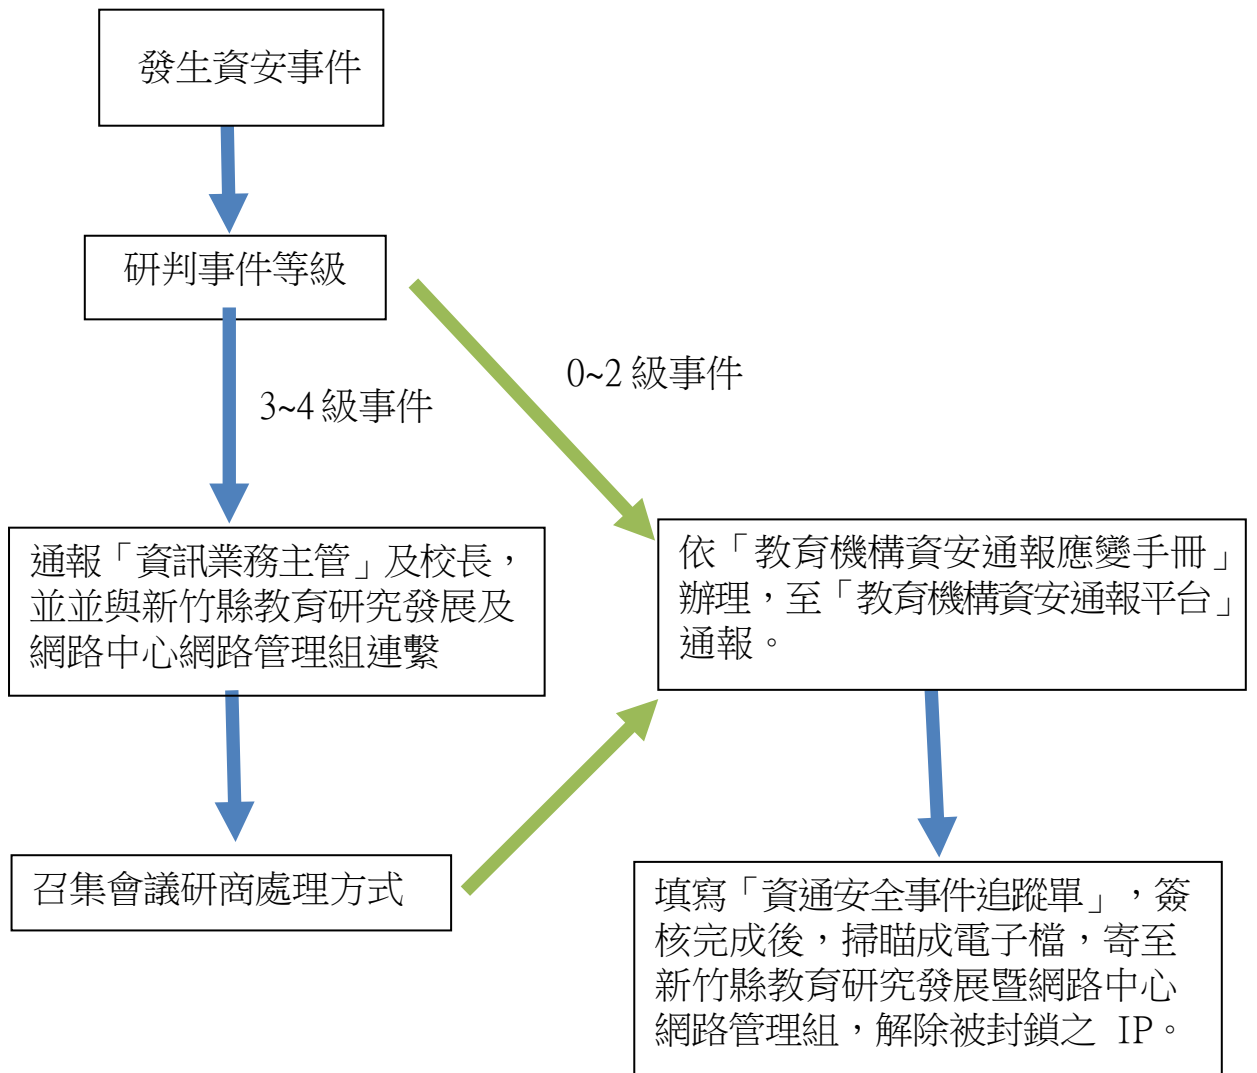 發生資安事件
研判事件等級
0~2 級事件
3~4 級事件
通報「資訊業務主管」及校長，
並並與新竹縣教育研究發展及
網路中心網路管理組連繫
依「教育機構資安通報應變手冊」
辦理，至「教育機構資安通報平台」
通報。
召集會議研商處理方式
填寫「資通安全事件追蹤單」，簽
核完成後，掃瞄成電子檔，寄至
新竹縣教育研究發展暨網路中心
網路管理組，解除被封鎖之 IP。